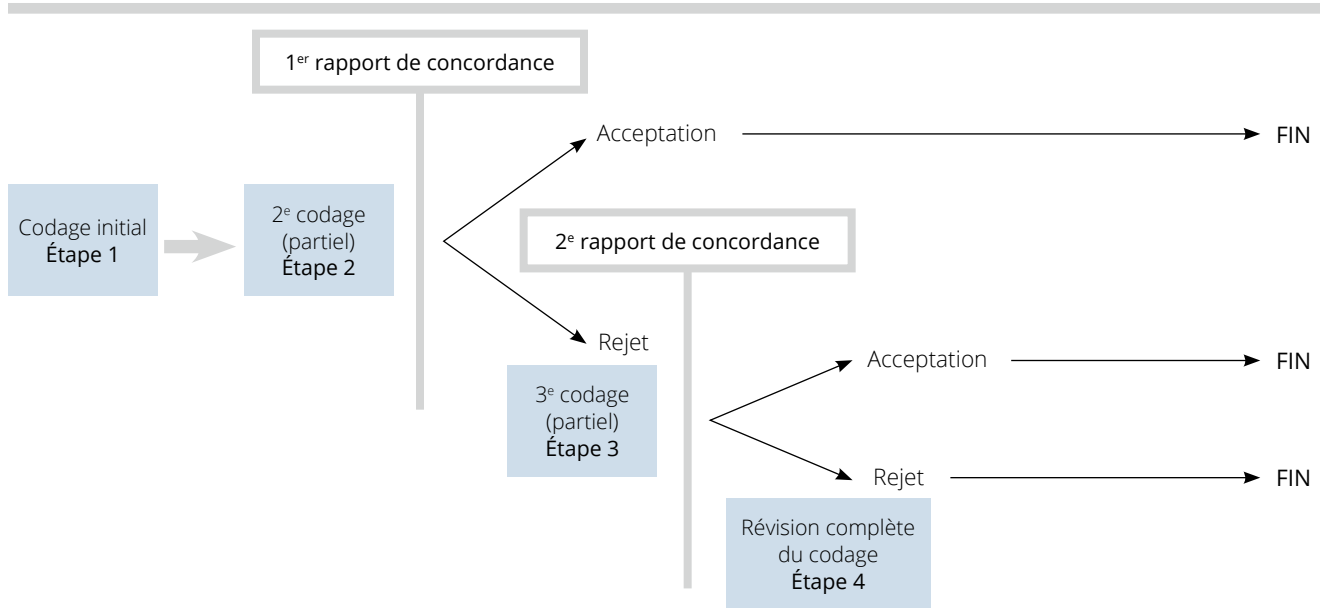 1er rapport de concordance
Acceptation
FIN
Codage initial
Étape 1
2e codage
(partiel)
Étape 2
2e rapport de concordance
Rejet
3e codage
(partiel)
Étape 3
Acceptation
FIN
Rejet
FIN
Révision complète
du codage
Étape 4